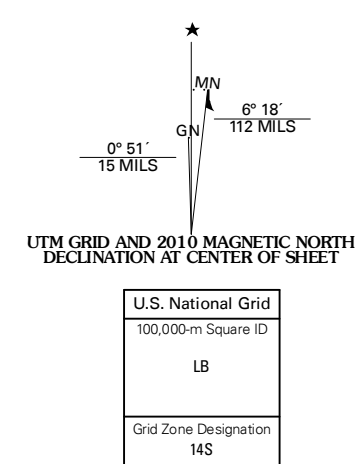 ★
MN
6° 18´
112 MILS
GN
0° 51´
15 MILS
UTM GRID AND 2010 MAGNETIC NORTH
DECLINATION AT CENTER OF SHEET
U.S. National Grid
100,000-m Square ID
LB
Grid Zone Designation
14S